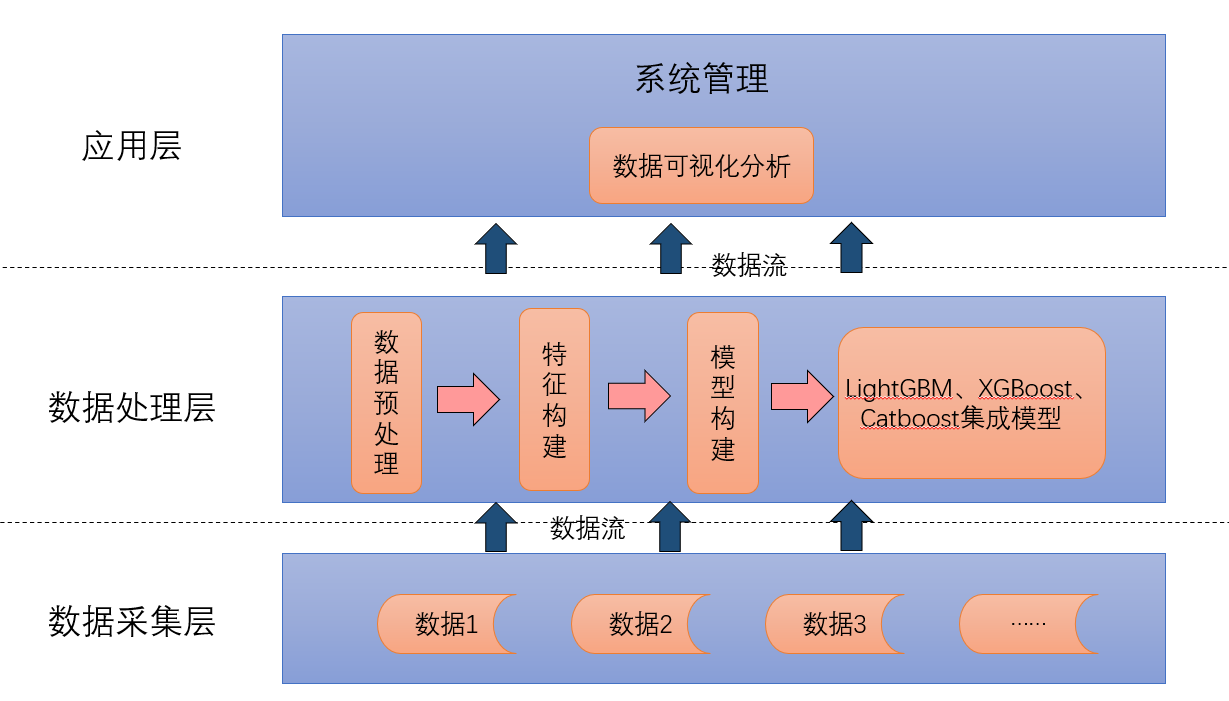 系统管理
应用层
数据可视化分析
数据流
数据预处理
特征构建
模型构建
LightGBM、XGBoost、
Catboost集成模型
数据处理层
数据流
数据采集层
数据1
数据2
数据3
……